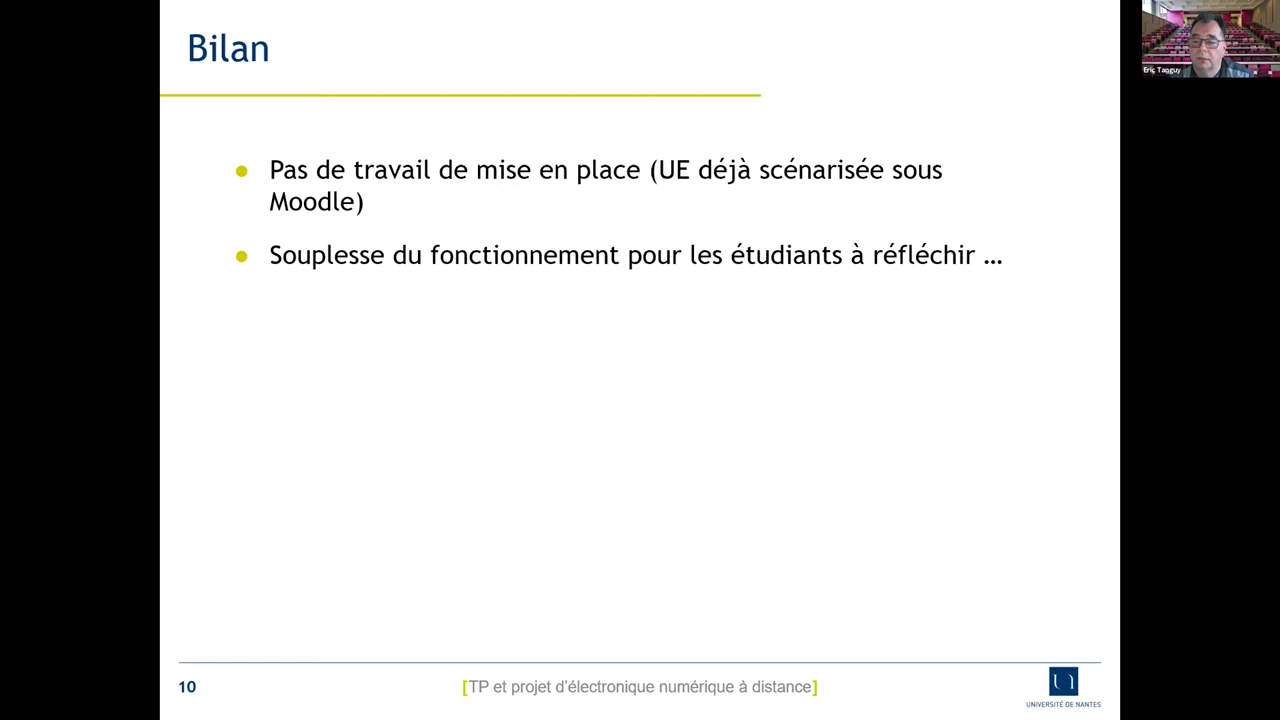 Bilan
Eric Tanguy
● Pas de travail de mise en place (UE déjà scénarisée sous
Moodle)
● Souplesse du fonctionnement pour les étudiants à réfléchir …
10
[TP et projet d'électronique numérique à distance]
UNIVERSITÉ DE NANTES